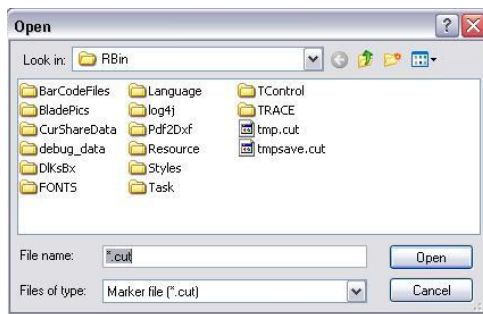 Open
Look in: RBin
BarCodeFiles Language TControl
BladePics log4j TRACE
CurShareData Pdf2Dxf tmp.cut
debug_data Resource tmpsave.cut
DlKsBx Styles
FONTS Task
File name: *.cut Open
Files of type: Marker file (*.cut) Cancel